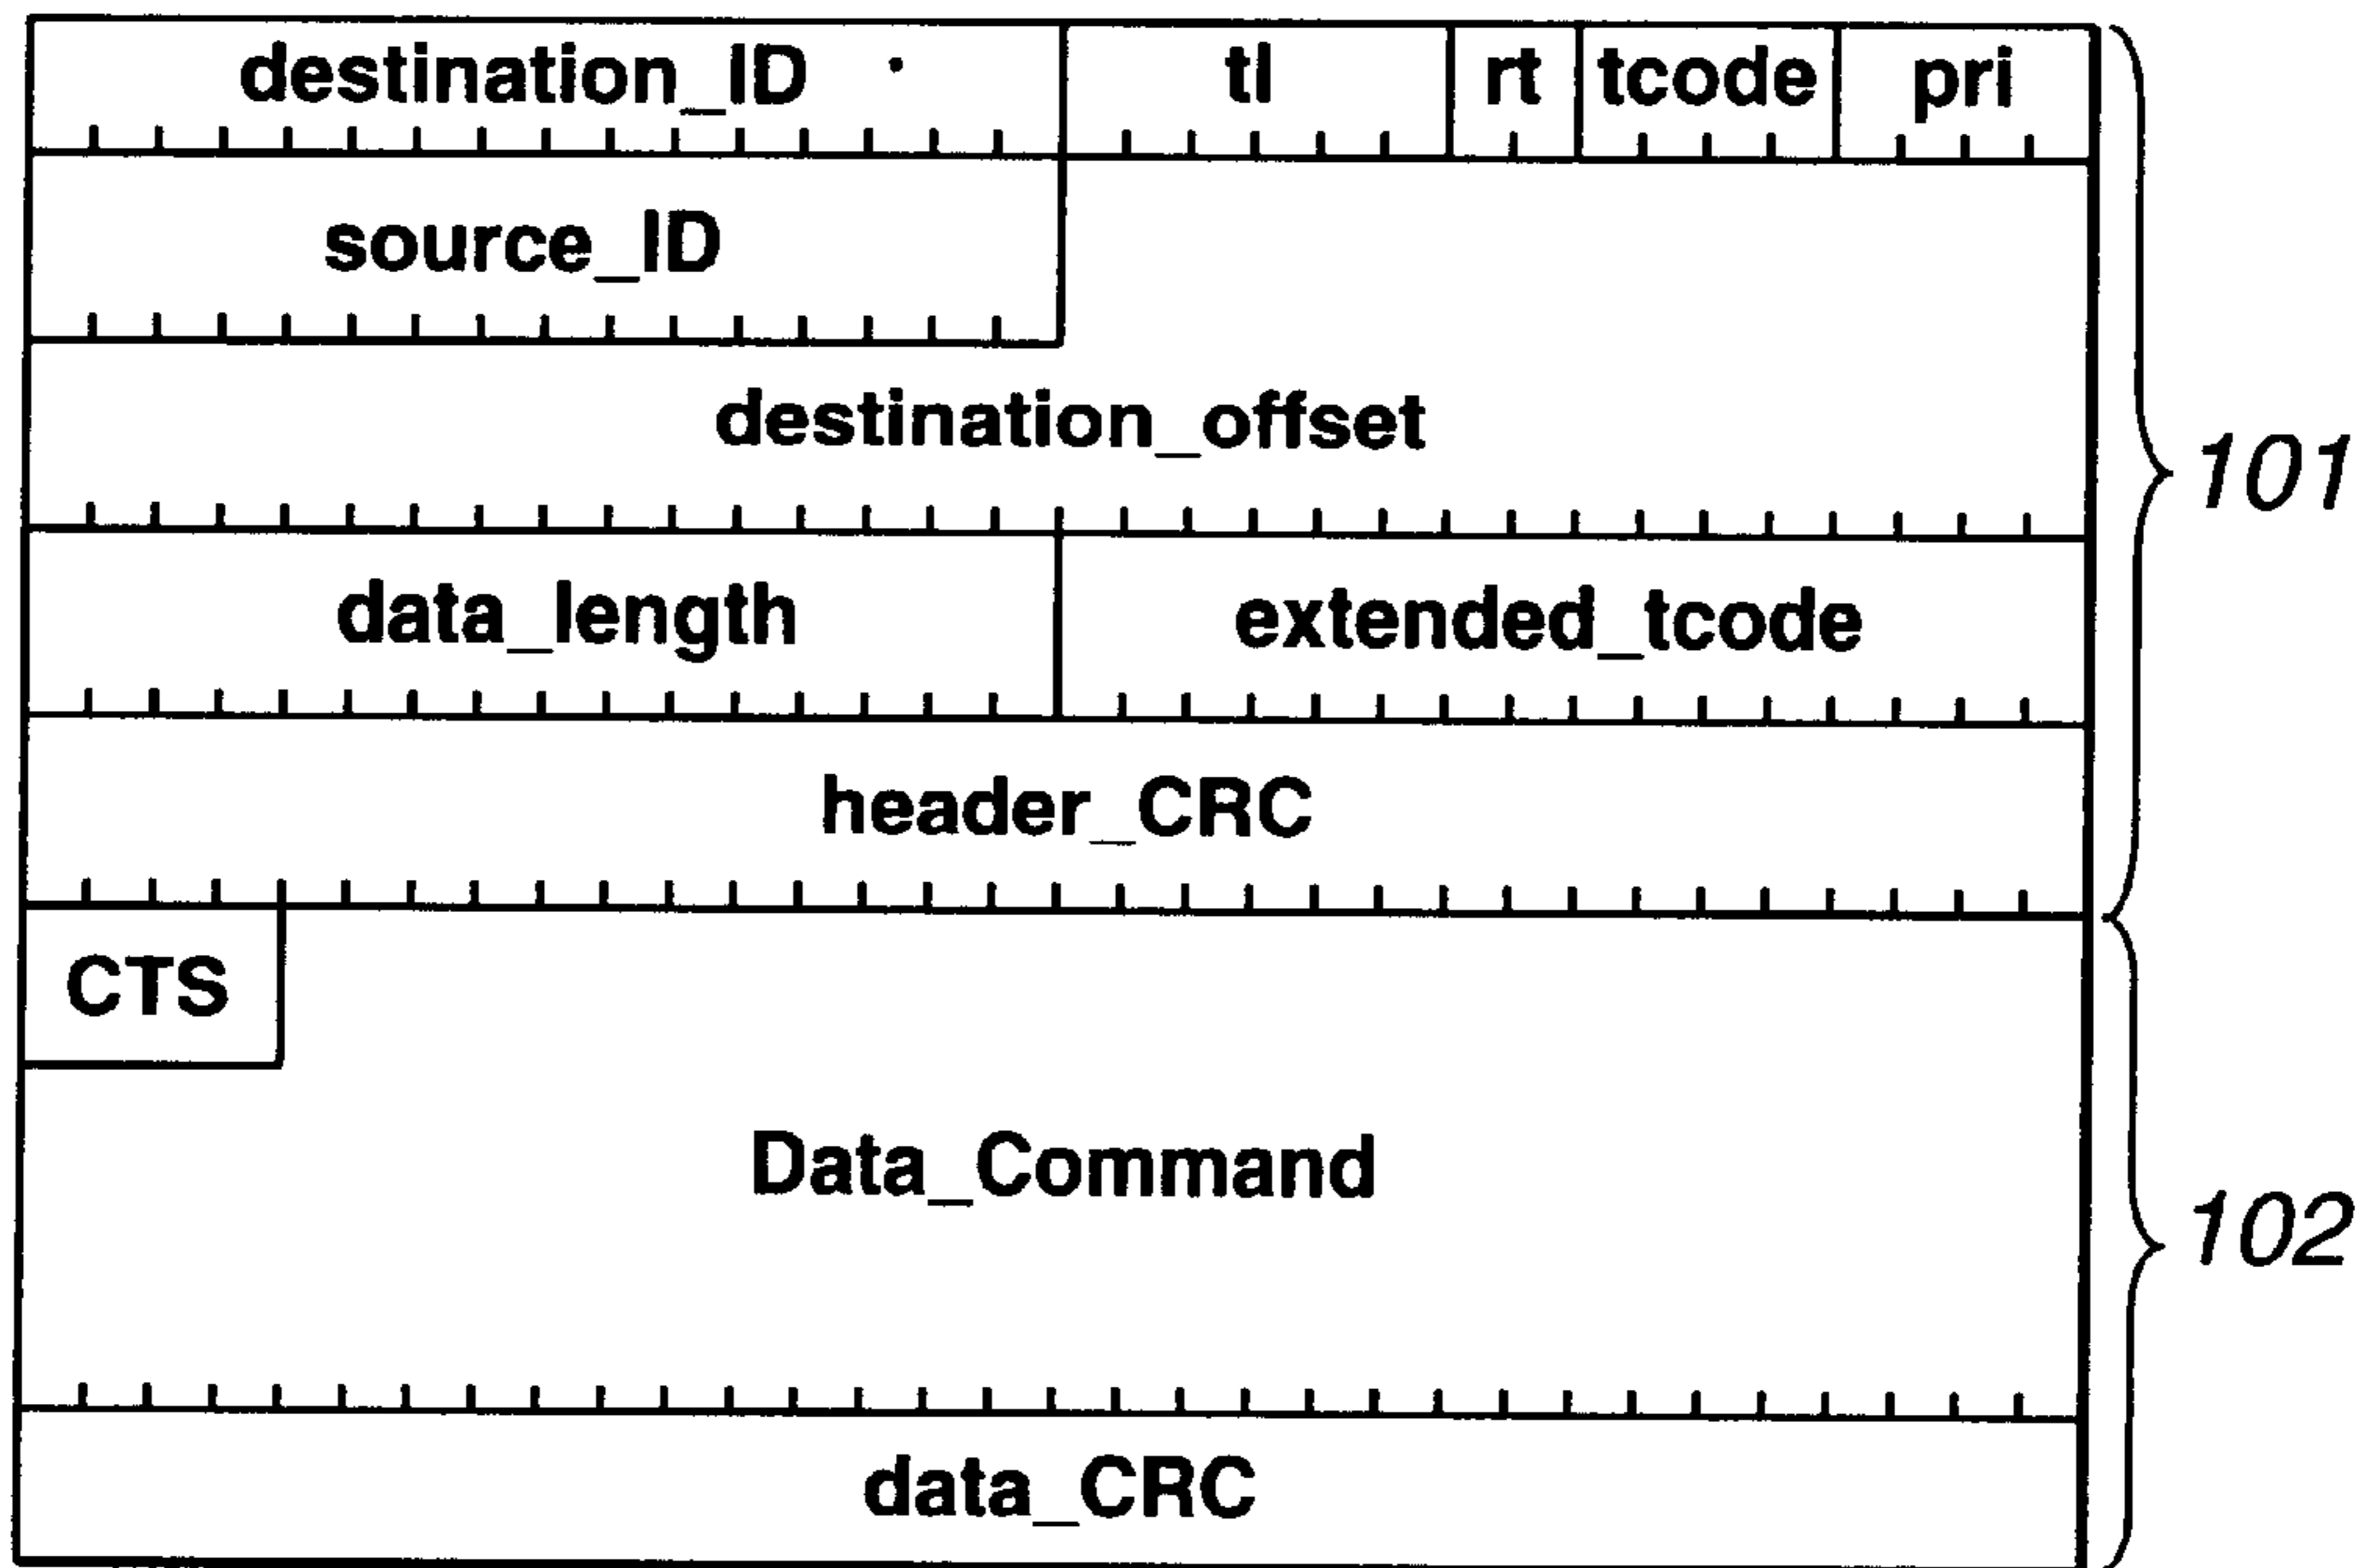 destination_ID tl rt tcode pri
source_ID
destination_offset
101
data_length extended_tcode
header_CRC
CTS
Data_Command
102
data_CRC